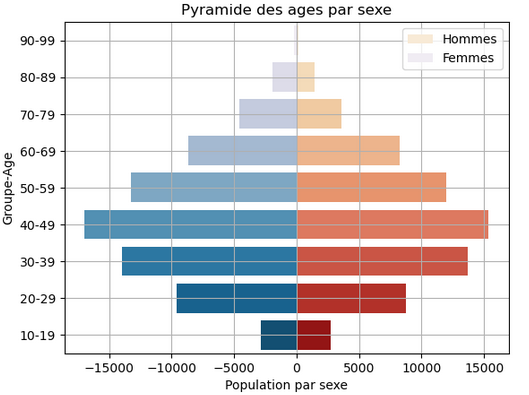 Pyramide des ages par sexe
Hommes
Femmes
Groupe-Age
90-99
80-89
70-79
60-69
50-59
40-49
30-39
20-29
10-19
−15000 −10000 −5000 0 5000 10000 15000
Population par sexe